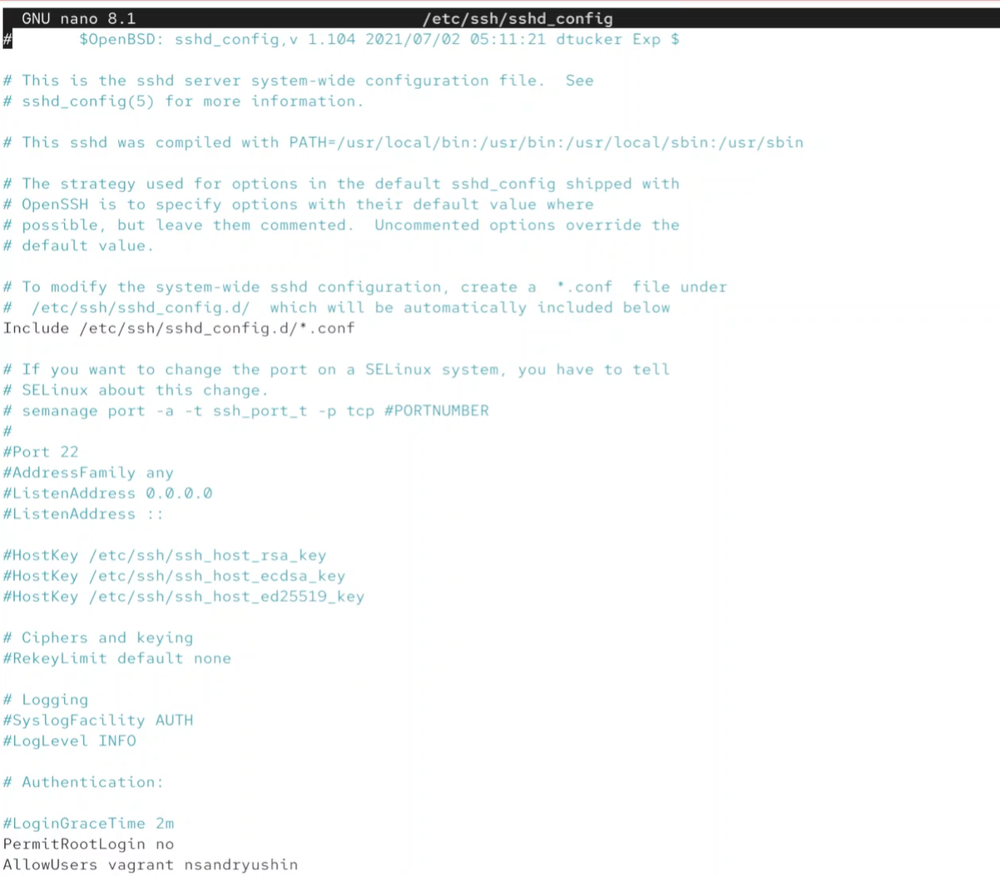 GNU nano 8.1 /etc/ssh/sshd_config
# $OpenBSD: sshd_config,v 1.104 2021/07/02 05:11:21 dtucker Exp $
# This is the sshd server system-wide configuration file. See
# sshd_config(5) for more information.
# This sshd was compiled with PATH=/usr/local/bin:/usr/bin:/usr/local/sbin:/usr/sbin
# The strategy used for options in the default sshd_config shipped with
# OpenSSH is to specify options with their default value where
# possible, but leave them commented. Uncommented options override the
# default value.
# To modify the system-wide sshd configuration, create a *.conf file under
# /etc/ssh/sshd_config.d/ which will be automatically included below
Include /etc/ssh/sshd_config.d/*.conf
# If you want to change the port on a SELinux system, you have to tell
# SELinux about this change.
# semanage port -a -t ssh_port_t -p tcp #PORTNUMBER
#
#Port 22
#AddressFamily any
#ListenAddress 0.0.0.0
#ListenAddress ::
#HostKey /etc/ssh/ssh_host_rsa_key
#HostKey /etc/ssh/ssh_host_ecdsa_key
#HostKey /etc/ssh/ssh_host_ed25519_key
# Ciphers and keying
#RekeyLimit default none
# Logging
#SyslogFacility AUTH
#LogLevel INFO
# Authentication:
#LoginGraceTime 2m
PermitRootLogin no
AllowUsers vagrant nsandryushin